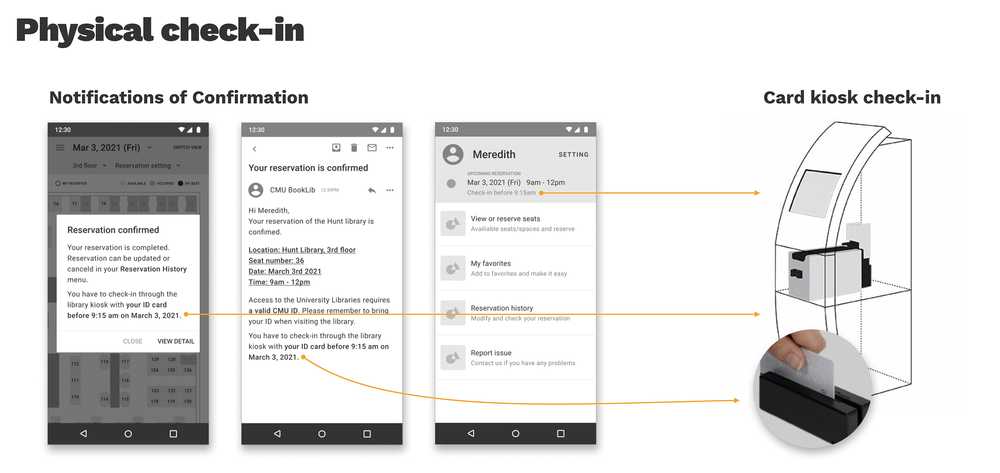 Physical check-in
Notifications of Confirmation
Card kiosk check-in
12:30
Mar 3, 2021 (Fri)
SWITCH VIEW
3rd floor
Reservation setting
MY FAVORITES
AVAILABLE
OCCUPIED
MY SEAT
Reservation confirmed
Your reservation is completed.
Reservation can be updated or
canceld in your Reservation History
menu.
You have to check-in through the
library kiosk with your ID card
before 9:15 am on March 3, 2021.
CLOSE
VIEW DETAIL
12:30
Your reservation is confirmed
CMU BookLib
12:30PM
Hi Meredith,
Your reservation of the Hunt library is
confimed.
Location: Hunt Library, 3rd floor
Seat number: 36
Date: March 3rd 2021
Time: 9am - 12pm
Access to the University Libraries requires
a valid CMU ID. Please remember to bring
your ID when visiting the library.
You have to check-in through the library
kiosk with your ID card before 9:15 am on
March 3, 2021.
12:30
Meredith
SETTING
UPCOMING RESERVATION
Mar 3, 2021 (Fri) 9am - 12pm
Check-in before 9:15am
View or reserve seats
Available seats/spaces and reserve
My favorites
Add to favorites and make it easy
Reservation history
Modify and check your reservation
Report issue
Contact us if you have any problems